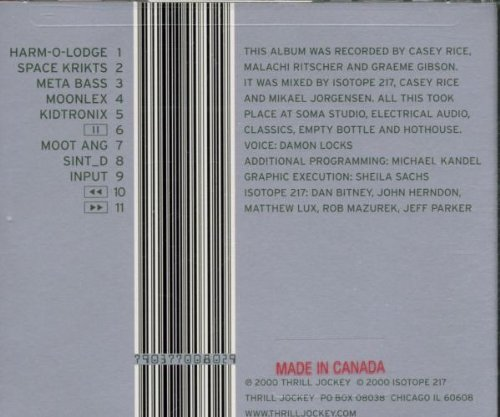 HARM-O-LODGE 1
SPACE KRIKTS 2
META BASS 3
MOONLEX 4
KIDTRONIX 5
6
MOOT ANG 7
SINT_D 8
INPUT 9
10
11
THIS ALBUM WAS RECORDED BY CASEY RICE,
MALACHI RITSCHER AND GRAEME GIBSON.
IT WAS MIXED BY ISOTOPE 217, CASEY RICE
AND MIKAEL JORGENSEN. ALL THIS TOOK
PLACE AT SOMA STUDIO, ELECTRICAL AUDIO,
CLASSICS, EMPTY BOTTLE AND HOTHOUSE.
VOICE: DAMON LOCKS
ADDITIONAL PROGRAMMING: MICHAEL KANDEL
GRAPHIC EXECUTION: SHEILA SACHS
ISOTOPE 217: DAN BITNEY, JOHN HERNDON,
MATTHEW LUX, ROB MAZUREK, JEFF PARKER
790377008029
MADE IN CANADA
℗ 2000 THRILL JOCKEY © 2000 ISOTOPE 217
THRILL JOCKEY PO BOX 08038 CHICAGO IL 60608
WWW.THRILLJOCKEY.COM